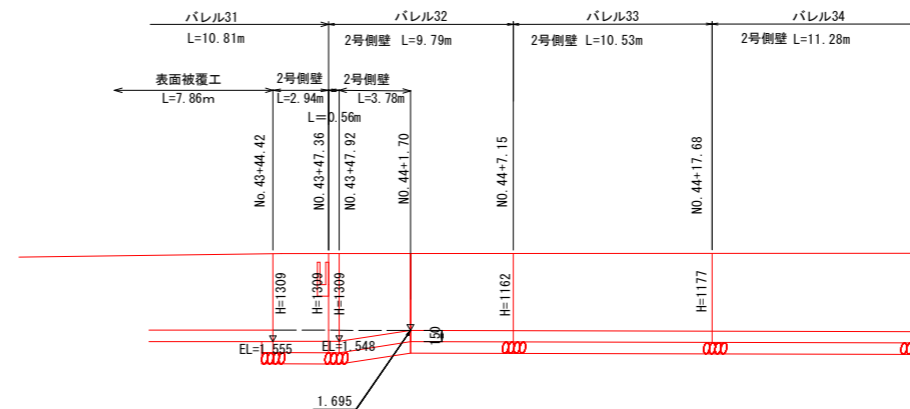 バレル31 バレル32 バレル33 バレル34
L=10.81m 2号側壁 L=9.79m 2号側壁 L=10.53m 2号側壁 L=11.28m
表面被覆工 2号側壁 2号側壁
L=7.86m L=2.94m L=3.78m
L=0.56m
No.43+44.42
NO.43+47.36
NO.43+47.92
NO.44+1.70
NO.44+7.15
NO.44+17.68
H=1309
H=1309
H=1309
H=1162
H=1177
150
EL=1.555 EL=1.548
1.695